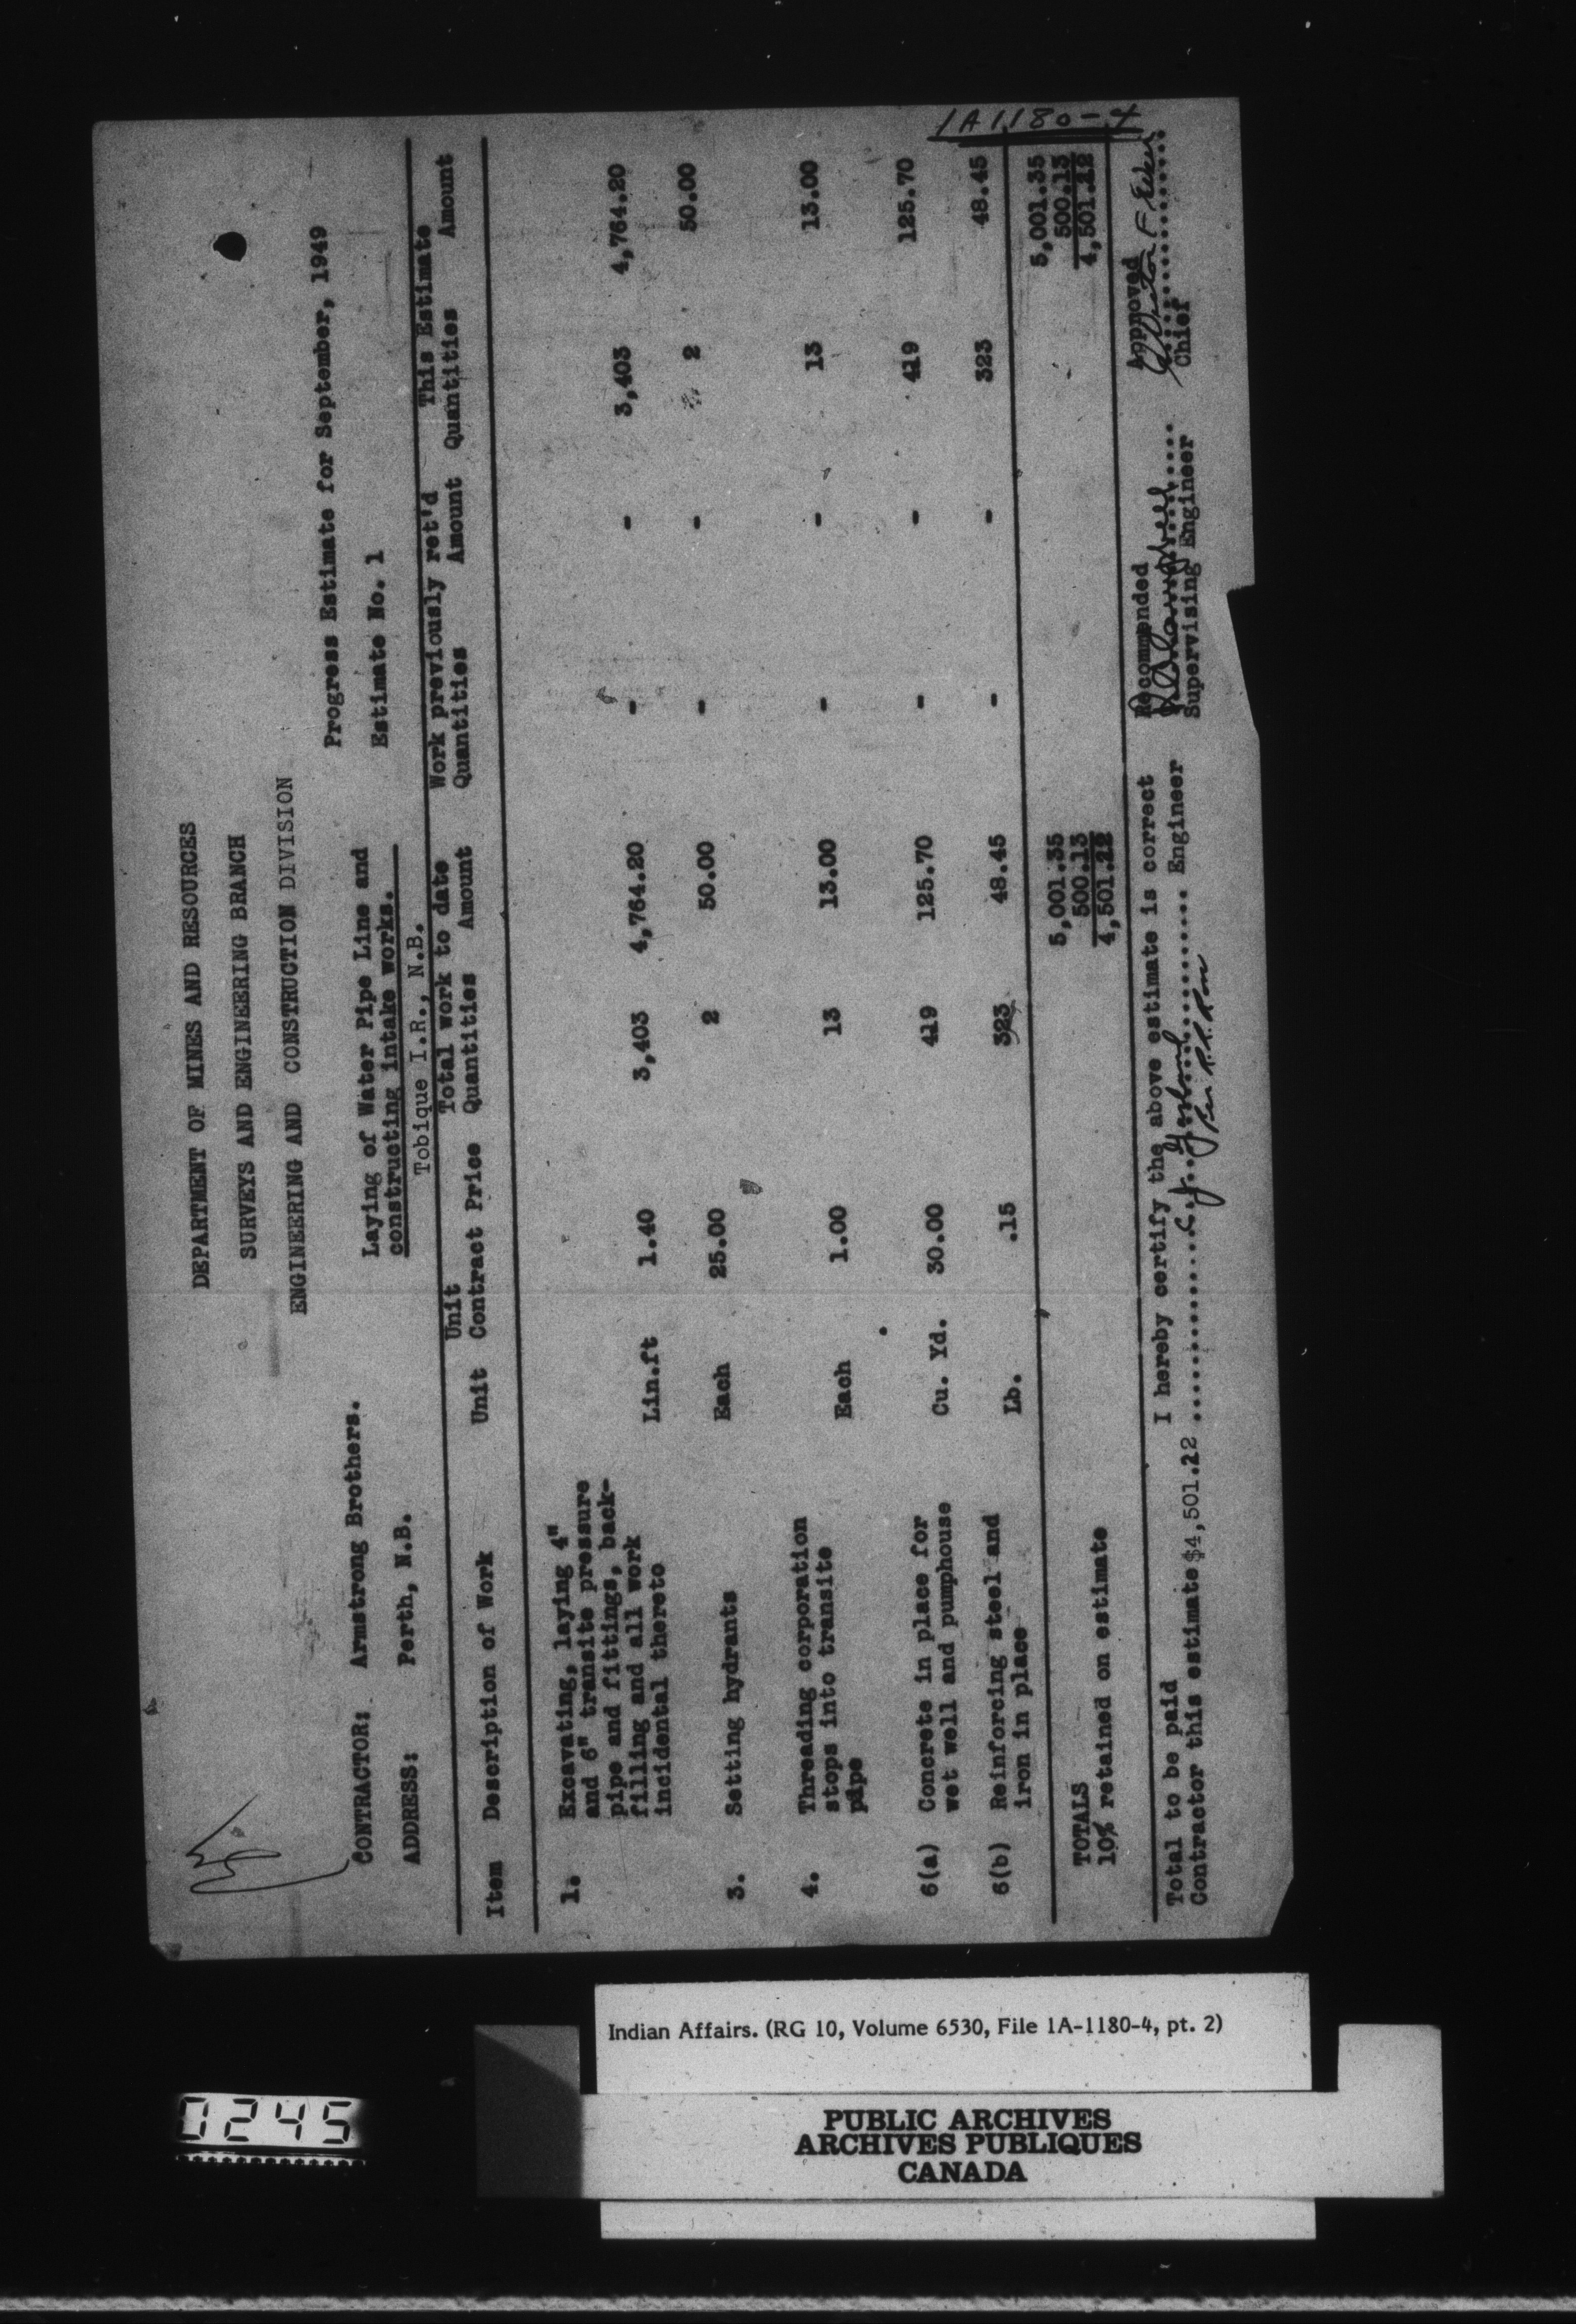 1A1180-4
DEPARTMENT OF MINES AND RESOURCES
SURVEYS AND ENGINEERING BRANCH
ENGINEERING AND CONSTRUCTION DIVISION
Progress Estimate for September, 1949
CONTRACTOR: Armstrong Brothers. Laying of Water Pipe Line and
Estimate No. 1
ADDRESS: Perth, N.B. constructing intake works.
Tobique I.R., N.B.
Unit Total work to date Work previously ret'd This Estimate
Item Description of Work Unit Contract Price Quantities Amount Quantities Amount Quantities Amount
1. Excavating, laying 4"
and 6" transite pressure
pipe and fittings, back-
filling and all work
incidental thereto Lin.ft 1.40 3,403 4,764.20 - - 3,403 4,764.20
3. Setting hydrants Each 25.00 2 50.00 - - 2 50.00
4. Threading corporation
stops into transite
pipe Each 1.00 13 13.00 - - 13 13.00
6(a) Concrete in place for
wet well and pumphouse Cu. Yd. 30.00 419 125.70 - - 419 125.70
6(b) Reinforcing steel and
iron in place Lb. .15 323 48.45 - - 323 48.45
TOTALS 5,001.35 5,001.35
10% retained on estimate 500.13 500.13
4,501.22 4,501.22
Total to be paid I hereby certify the above estimate is correct Recommended Approved
Contractor this estimate $4,501.22 .......... Engineer Supervising Engineer Chief
Indian Affairs. (RG 10, Volume 6530, File 1A-1180-4, pt. 2)
0245
PUBLIC ARCHIVES
ARCHIVES PUBLIQUES
CANADA